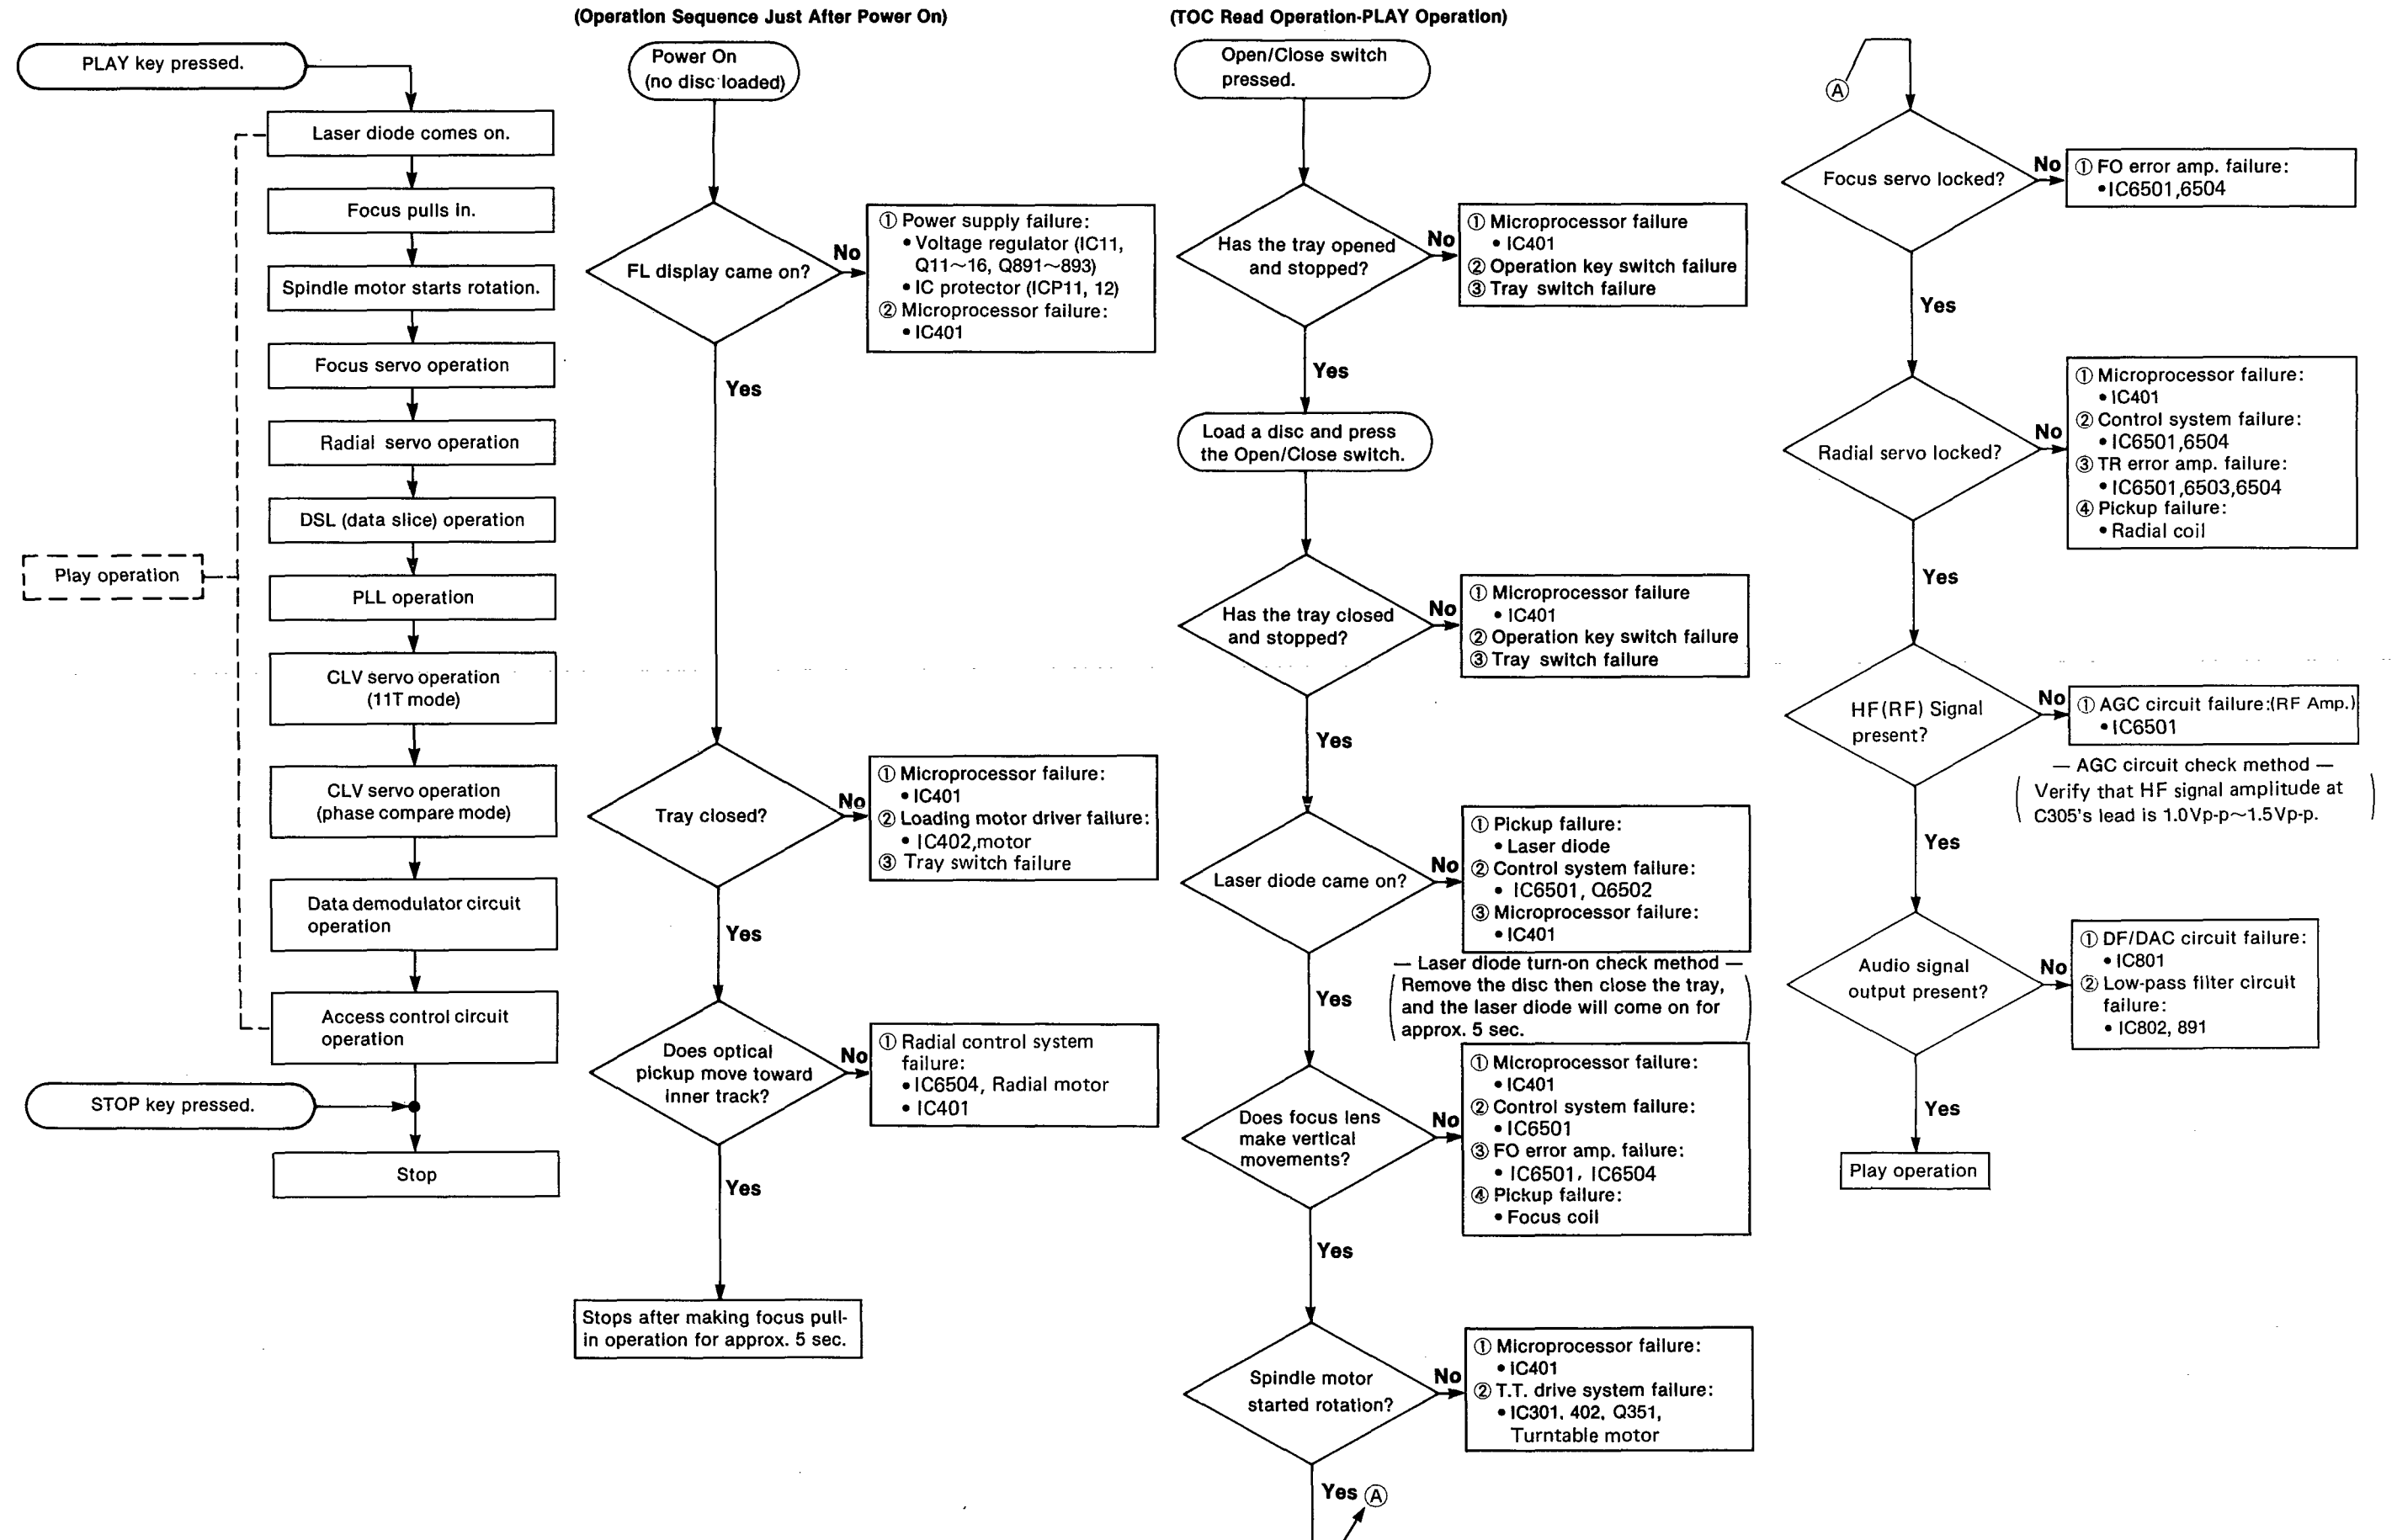 PLAY key pressed.
Laser diode comes on.
Focus pulls in.
Spindle motor starts rotation.
Focus servo operation
Radial servo operation
DSL (data slice) operation
Play operation
PLL operation
CLV servo operation
(11T mode)
CLV servo operation
(phase compare mode)
Data demodulator circuit
operation
Access control circuit
operation
STOP key pressed.
Stop
(Operation Sequence Just After Power On)
Power On
(no disc loaded)
FL display came on?
No
① Power supply failure:
• Voltage regulator (IC11,
Q11~16, Q891~893)
• IC protector (ICP11, 12)
② Microprocessor failure:
• IC401
Yes
Tray closed?
No
① Microprocessor failure:
• IC401
② Loading motor driver failure:
• IC402,motor
③ Tray switch failure
Yes
Does optical
pickup move toward
inner track?
No
① Radial control system
failure:
• IC6504, Radial motor
• IC401
Yes
Stops after making focus pull-
in operation for approx. 5 sec.
(TOC Read Operation-PLAY Operation)
Open/Close switch
pressed.
Has the tray opened
and stopped?
No
① Microprocessor failure
• IC401
② Operation key switch failure
③ Tray switch failure
Yes
Load a disc and press
the Open/Close switch.
Has the tray closed
and stopped?
No
① Microprocessor failure
• IC401
② Operation key switch failure
③ Tray switch failure
Yes
Laser diode came on?
No
① Pickup failure:
• Laser diode
② Control system failure:
• IC6501, Q6502
③ Microprocessor failure:
• IC401
— Laser diode turn-on check method —
Remove the disc then close the tray,
and the laser diode will come on for
approx. 5 sec.
Yes
Does focus lens
make vertical
movements?
No
① Microprocessor failure:
• IC401
② Control system failure:
• IC6501
③ FO error amp. failure:
• IC6501, IC6504
④ Pickup failure:
• Focus coil
Yes
Spindle motor
started rotation?
No
① Microprocessor failure:
• IC401
② T.T. drive system failure:
• IC301, 402, Q351,
Turntable motor
Yes Ⓐ
Ⓐ
Focus servo locked?
No
① FO error amp. failure:
• IC6501,6504
Yes
Radial servo locked?
No
① Microprocessor failure:
• IC401
② Control system failure:
• IC6501,6504
③ TR error amp. failure:
• IC6501,6503,6504
④ Pickup failure:
• Radial coil
Yes
HF(RF) Signal
present?
No
① AGC circuit failure:(RF Amp.)
• IC6501
— AGC circuit check method —
Verify that HF signal amplitude at
C305's lead is 1.0Vp-p~1.5Vp-p.
Yes
Audio signal
output present?
No
① DF/DAC circuit failure:
• IC801
② Low-pass filter circuit
failure:
• IC802, 891
Yes
Play operation